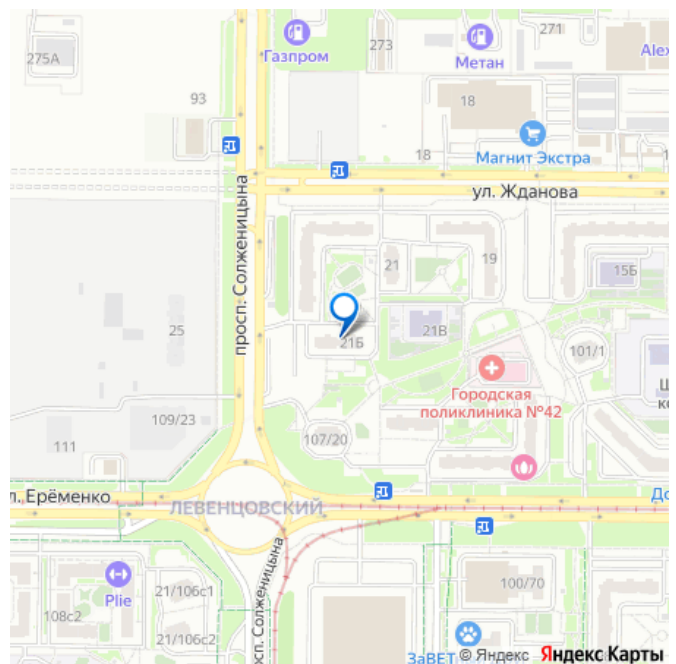 275А
Газпром
273
Метан
271
Alex
93
18
Магнит Экстра
18
ул. Жданова
просп. Солженицына
21
19
15Б
25
21Б
21В
101/1
Городская
поликлиника №42
109/23
107/20
111
л. Ерёменко
ЛЕВЕНЦОВСКИЙ
До
Plie
108с2
21/106с1
21/106с2
осп. Солженицына
100/70
ЗаВЕТ
© Яндекс Яндекс Карты